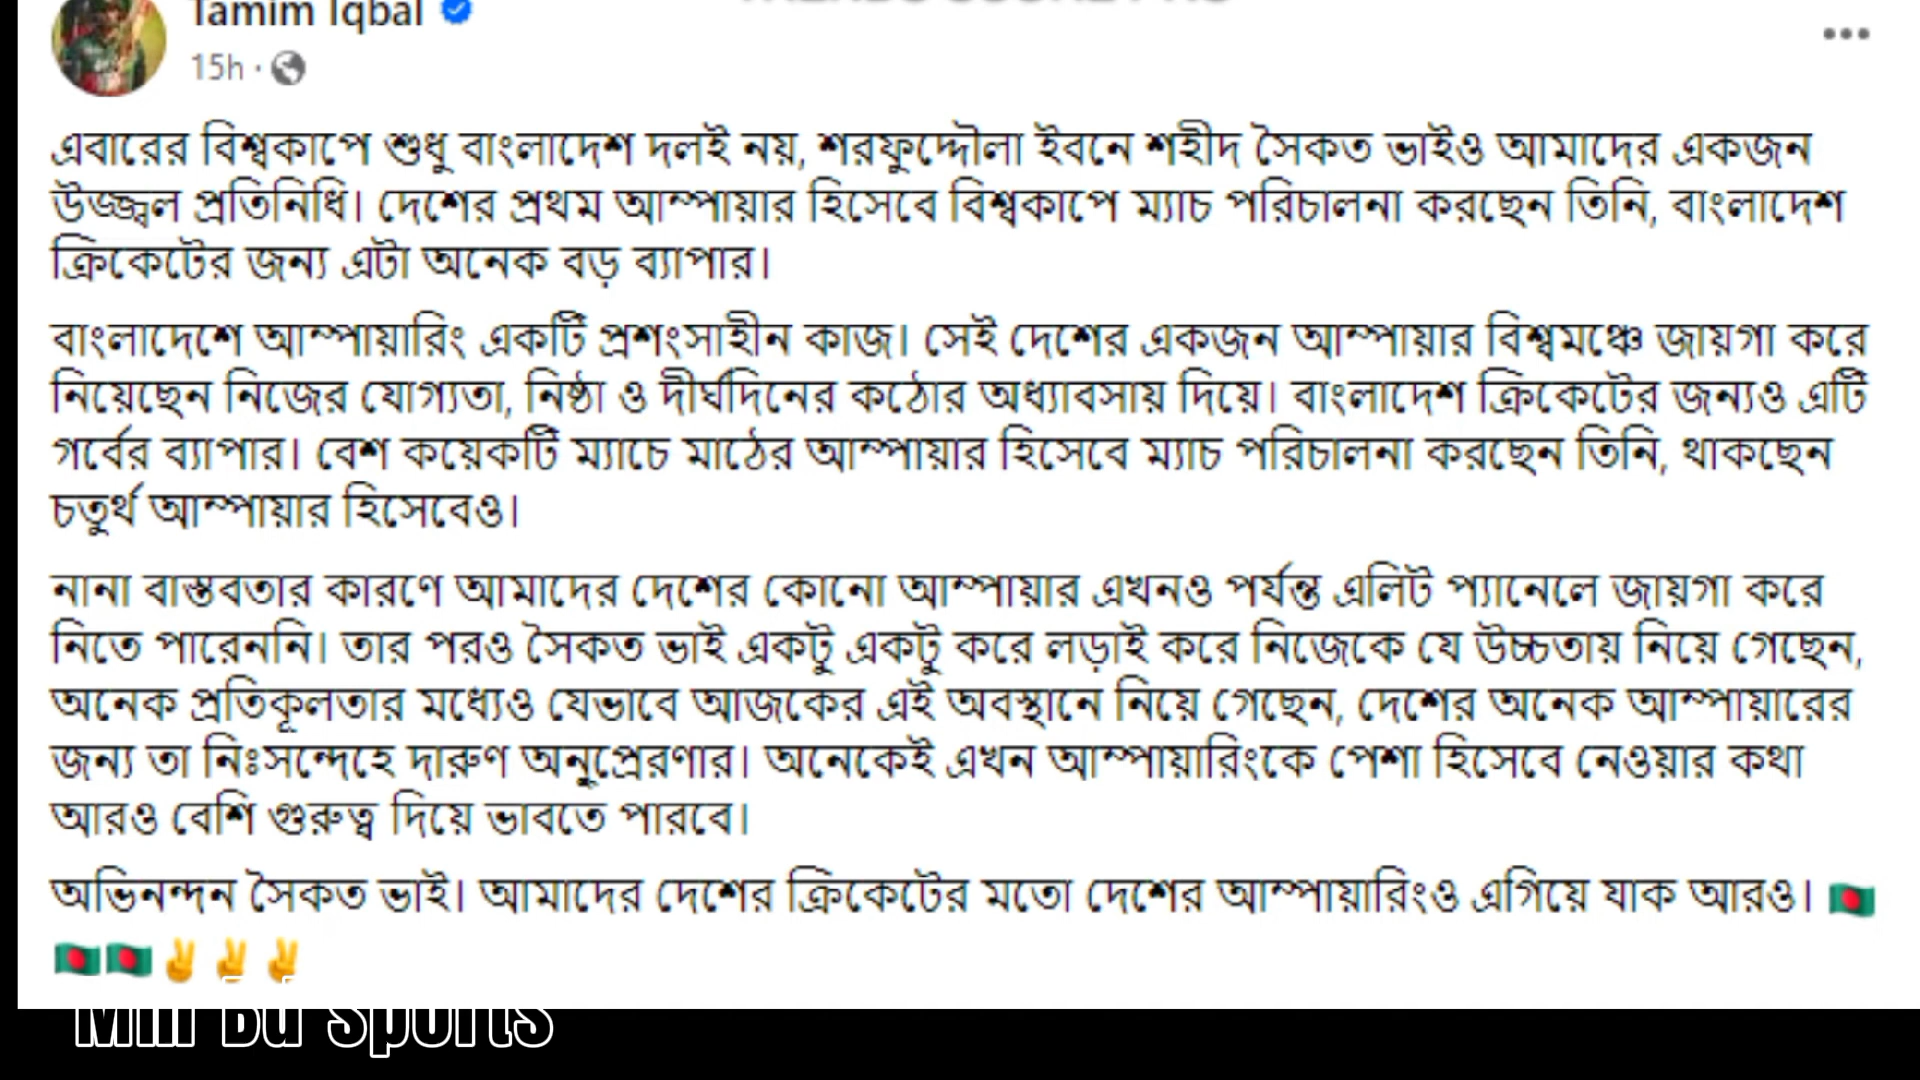 Tamim Iqbal
15h
এবারের বিশ্বকাপে শুধু বাংলাদেশ দলই নয়, শরফুদ্দৌলা ইবনে শহীদ সৈকত ভাইও আমাদের একজন
উজ্জ্বল প্রতিনিধি। দেশের প্রথম আম্পায়ার হিসেবে বিশ্বকাপে ম্যাচ পরিচালনা করছেন তিনি, বাংলাদেশ
ক্রিকেটের জন্য এটা অনেক বড় ব্যাপার।
বাংলাদেশে আম্পায়ারিং একটি প্রশংসাহীন কাজ। সেই দেশের একজন আম্পায়ার বিশ্বমঞ্চে জায়গা করে
নিয়েছেন নিজের যোগ্যতা, নিষ্ঠা ও দীর্ঘদিনের কঠোর অধ্যাবসায় দিয়ে। বাংলাদেশ ক্রিকেটের জন্যও এটি
গর্বের ব্যাপার। বেশ কয়েকটি ম্যাচে মাঠের আম্পায়ার হিসেবে ম্যাচ পরিচালনা করছেন তিনি, থাকছেন
চতুর্থ আম্পায়ার হিসেবেও।
নানা বাস্তবতার কারণে আমাদের দেশের কোনো আম্পায়ার এখনও পর্যন্ত এলিট প্যানেলে জায়গা করে
নিতে পারেননি। তার পরও সৈকত ভাই একটু একটু করে লড়াই করে নিজেকে যে উচ্চতায় নিয়ে গেছেন,
অনেক প্রতিকূলতার মধ্যেও যেভাবে আজকের এই অবস্থানে নিয়ে গেছেন, দেশের অনেক আম্পায়ারের
জন্য তা নিঃসন্দেহে দারুণ অনুপ্রেরণার। অনেকেই এখন আম্পায়ারিংকে পেশা হিসেবে নেওয়ার কথা
আরও বেশি গুরুত্ব দিয়ে ভাবতে পারবে।
অভিনন্দন সৈকত ভাই। আমাদের দেশের ক্রিকেটের মতো দেশের আম্পায়ারিংও এগিয়ে যাক আরও। 🇧🇩
🇧🇩🇧🇩✌️✌️✌️
Bd Sports